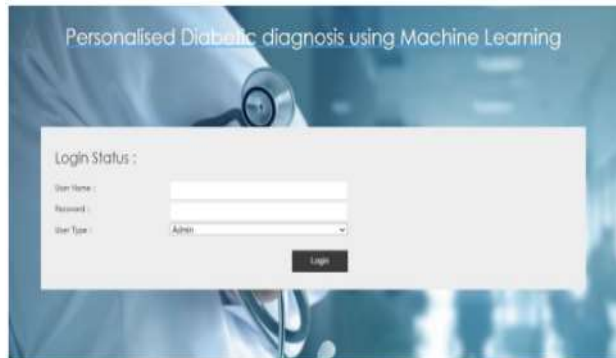 Personalised Diabetic diagnosis using Machine Learning
Login Status :
User Name :
Password :
User Type :
Admin
Login